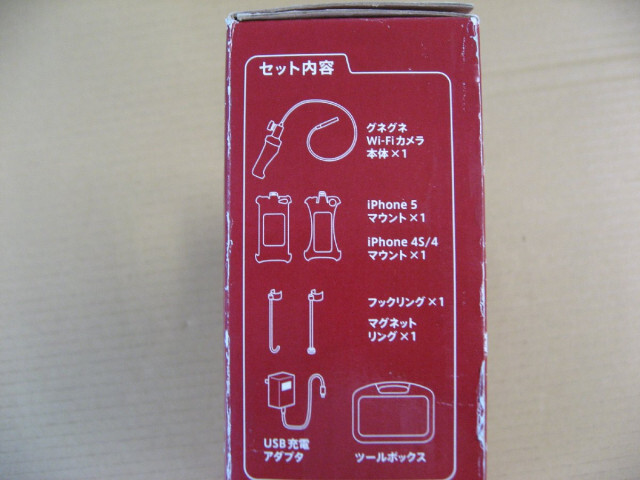 セット内容
グネグネ
Wi-Fiカメラ
本体×1
iPhone 5
マウント×1
iPhone 4S/4
マウント×1
フックリング×1
マグネット
リング×1
USB充電
アダプタ
ツールボックス